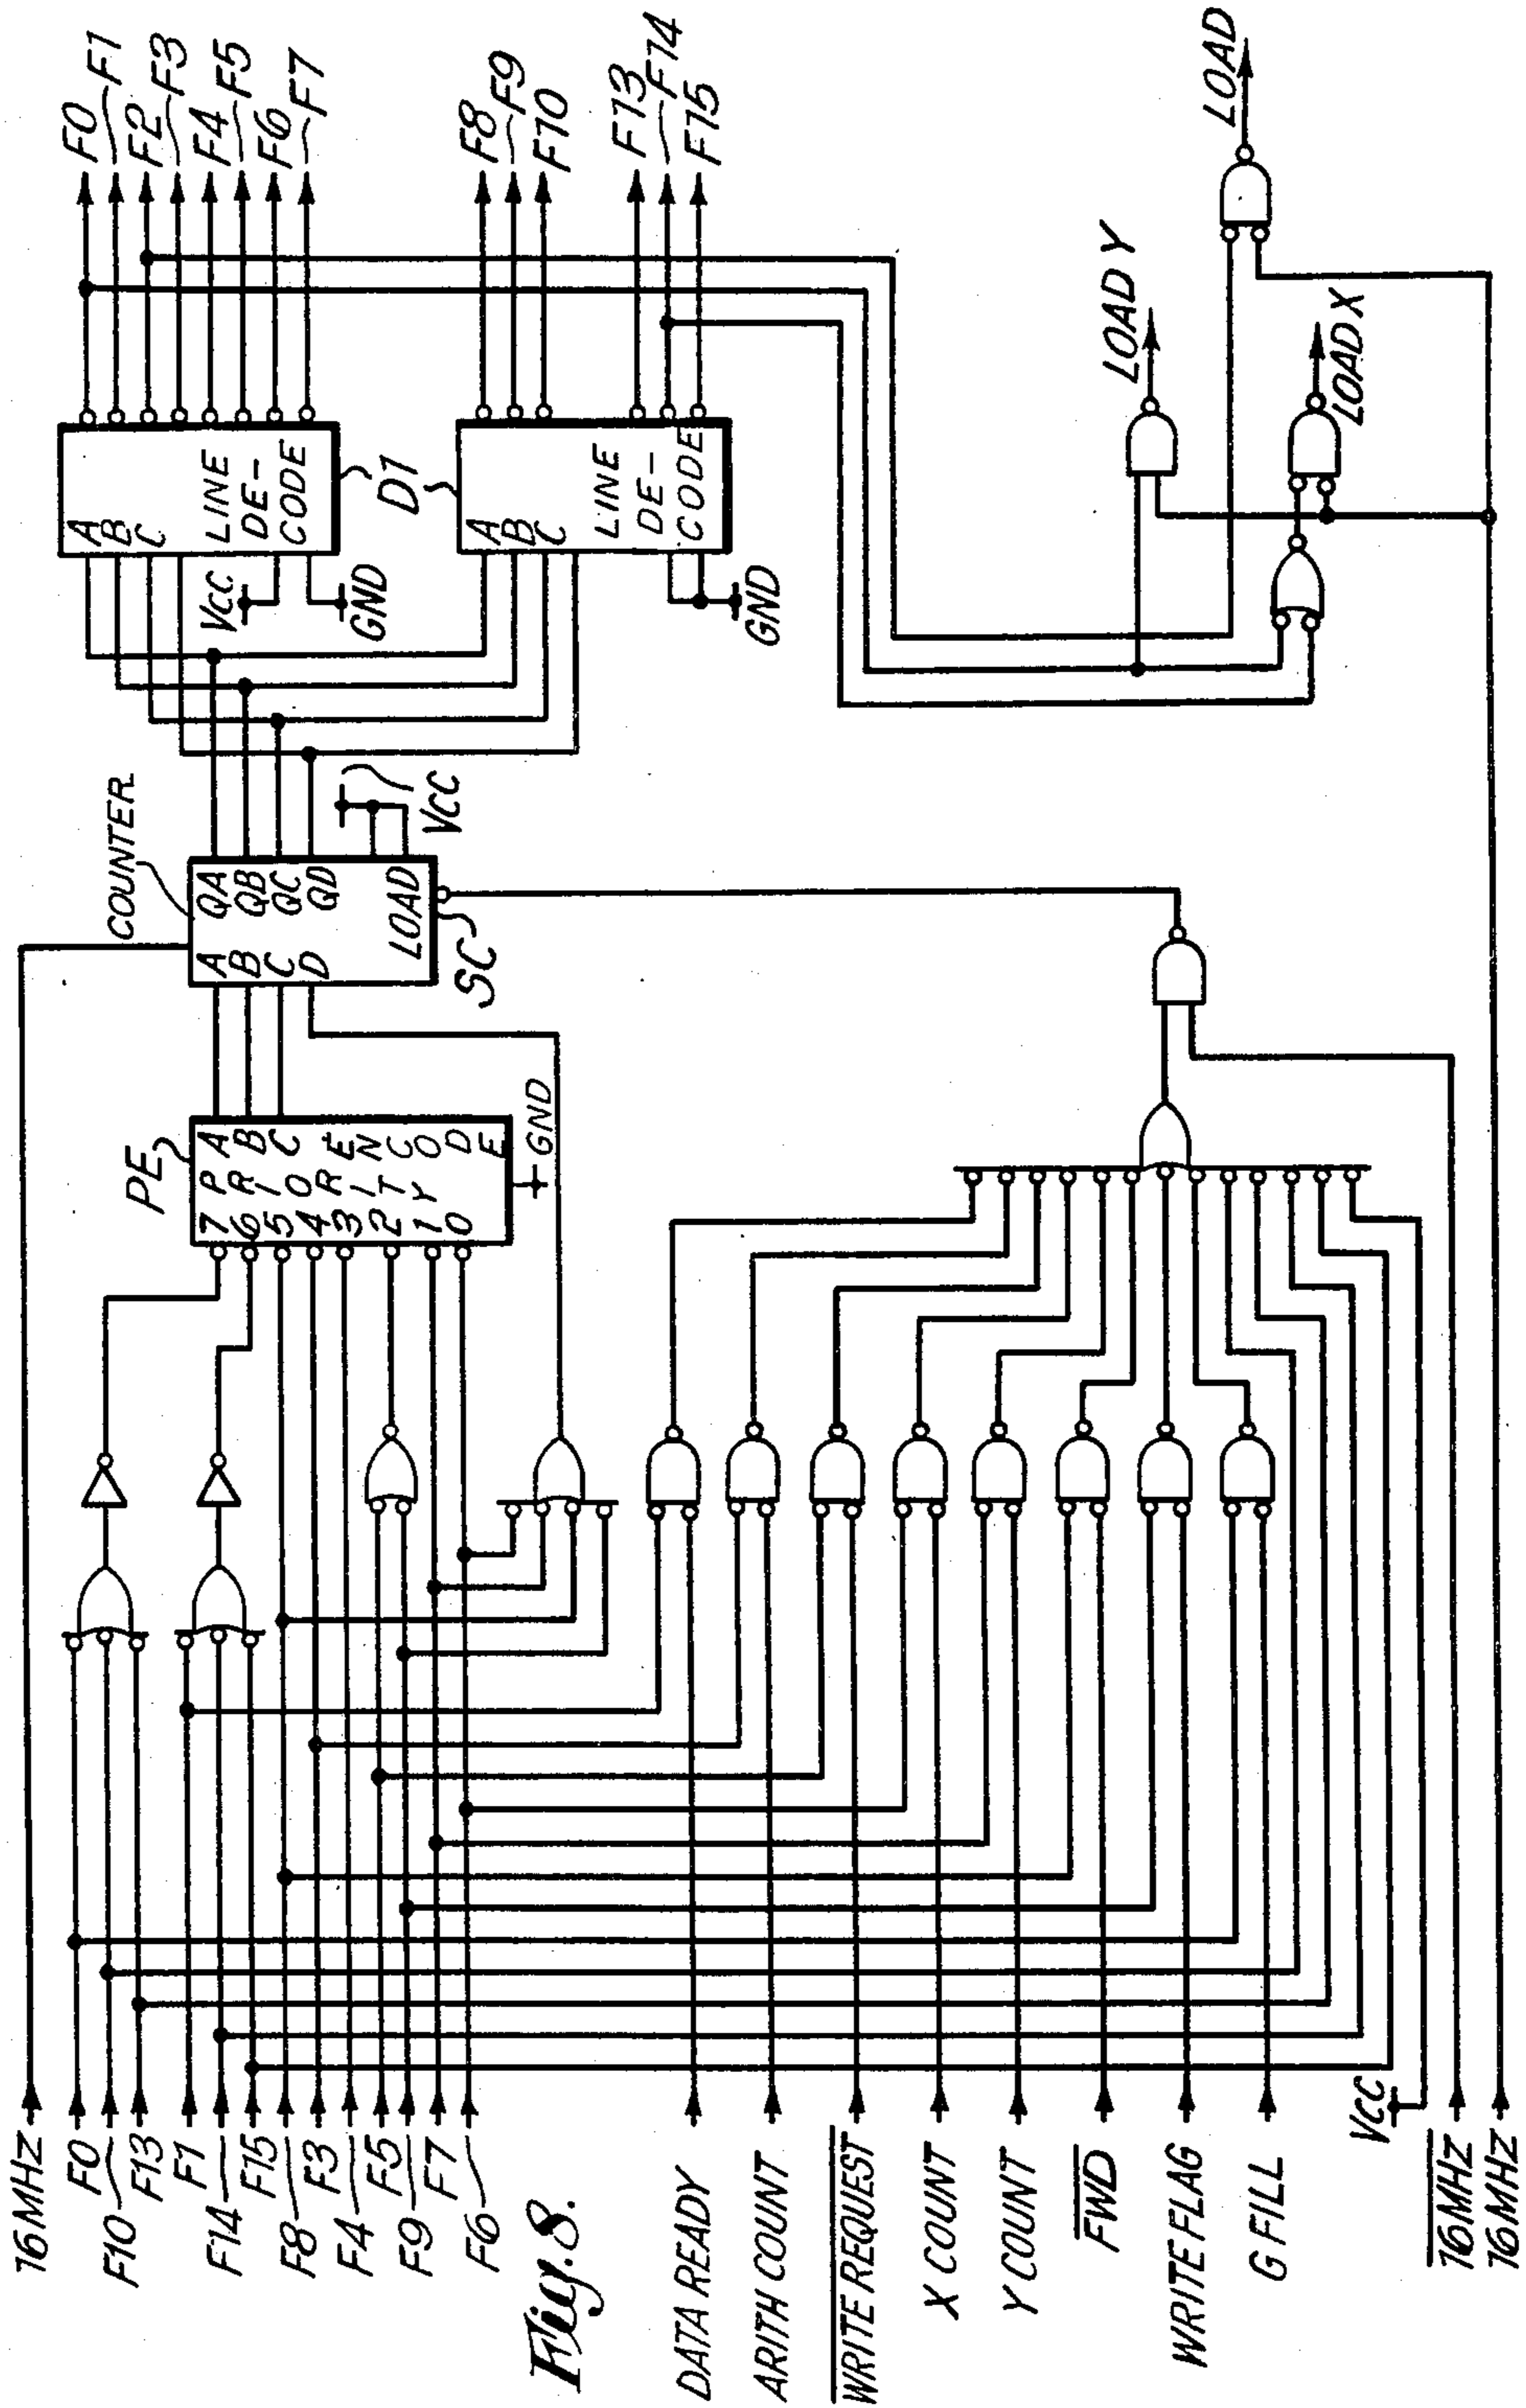 16MHZ
F0
F10
F13
F1
F14
F15
F8
F3
F4
F5
F9
F7
F6
Fig. 8.
DATA READY
ARITH COUNT
WRITE REQUEST
X COUNT
Y COUNT
FWD
WRITE FLAG
G FILL
VCC
16MHZ
16MHZ
PE
7 P A
6 R B
5 I C
4 O
3 R E
2 I N
1 T C
0 Y O
D
E
GND
COUNTER
A QA
B QB
C QC
D QD
LOAD
SC
VCC
A
B
C
LINE
DE-
CODE
VCC
GND
D1
A
B
C
LINE
DE-
CODE
GND
F0
F1
F2
F3
F4
F5
F6
F7
F8
F9
F10
F13
F14
F15
LOAD Y
LOAD X
LOAD